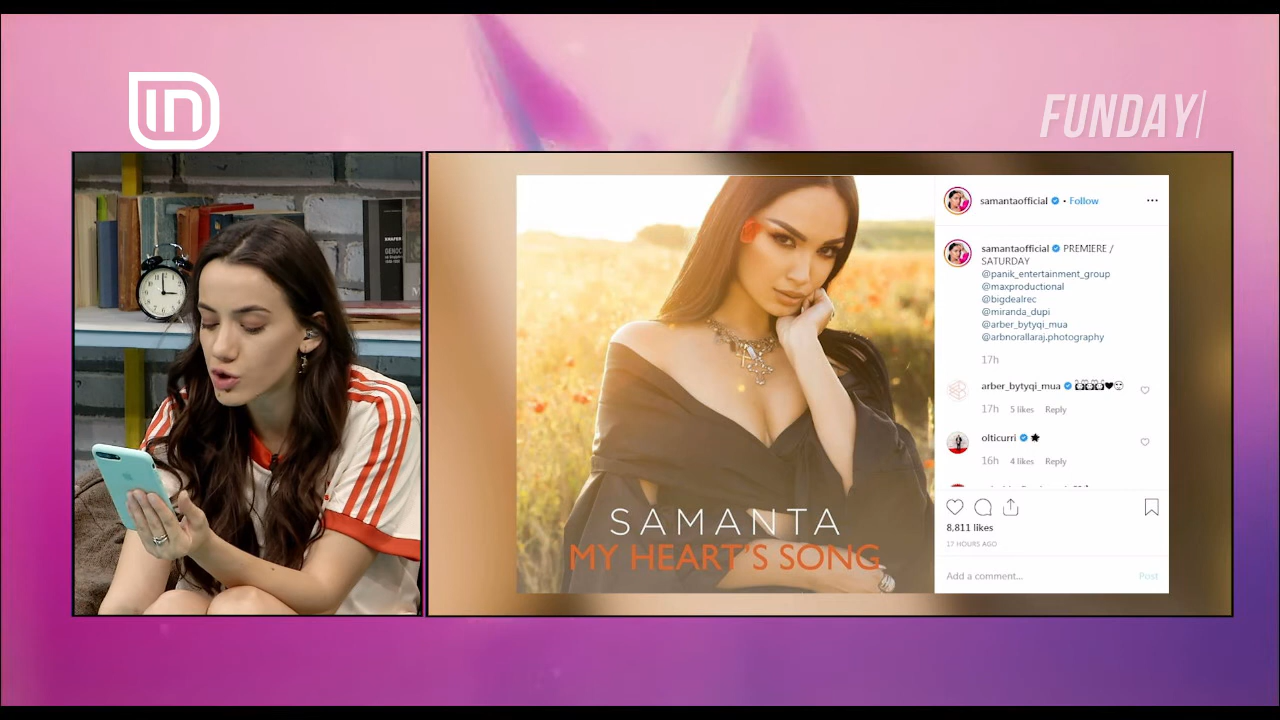 in
FUNDAY
SAMANTA
MY HEART'S SONG
samantaofficial • Follow
samantaofficial PREMIERE /
SATURDAY
@panik_entertainment_group
@maxproductional
@bigdealrec
@miranda_dupi
@arber_bytyqi_mua
@arbnorallaraj.photography
17h
arber_bytyqi_mua
17h 5 likes Reply
olticurri
16h 4 likes Reply
8,811 likes
17 HOURS AGO
Add a comment... Post